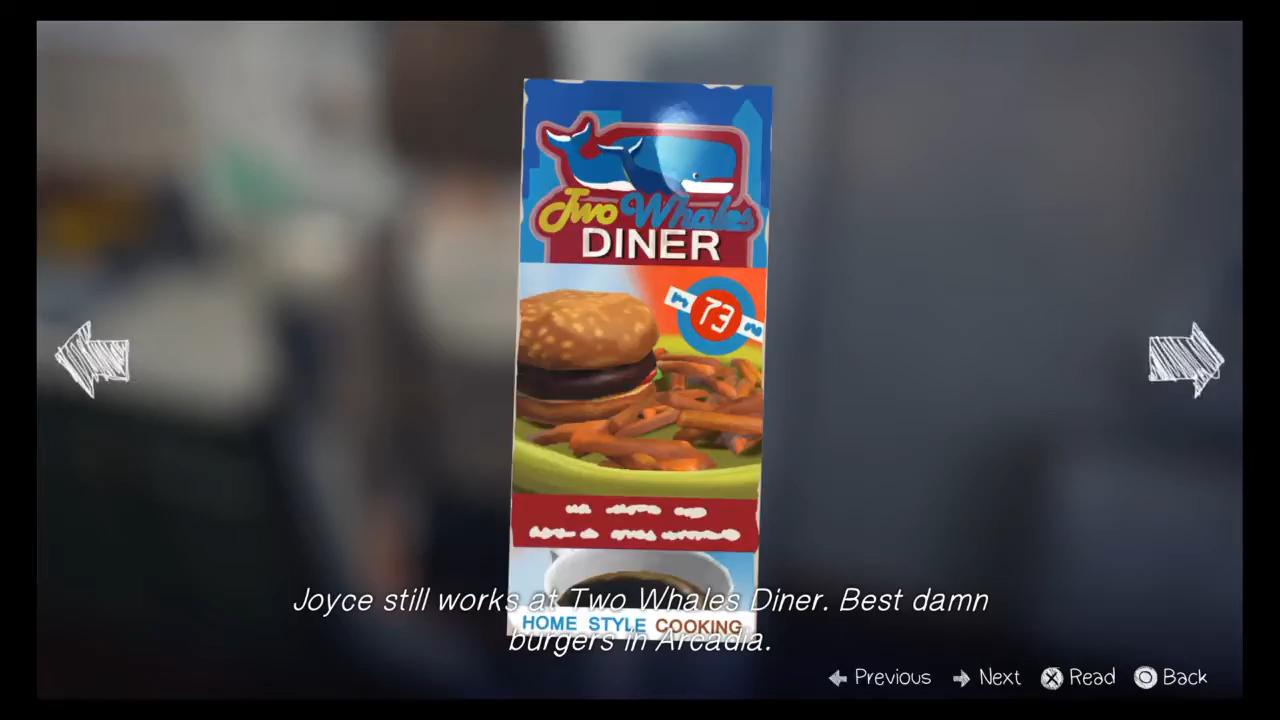 Two Whales
DINER
73
Joyce still works at Two Whales Diner. Best damn
HOME STYLE COOKING
burgers in Arcadia.
Previous Next Read Back